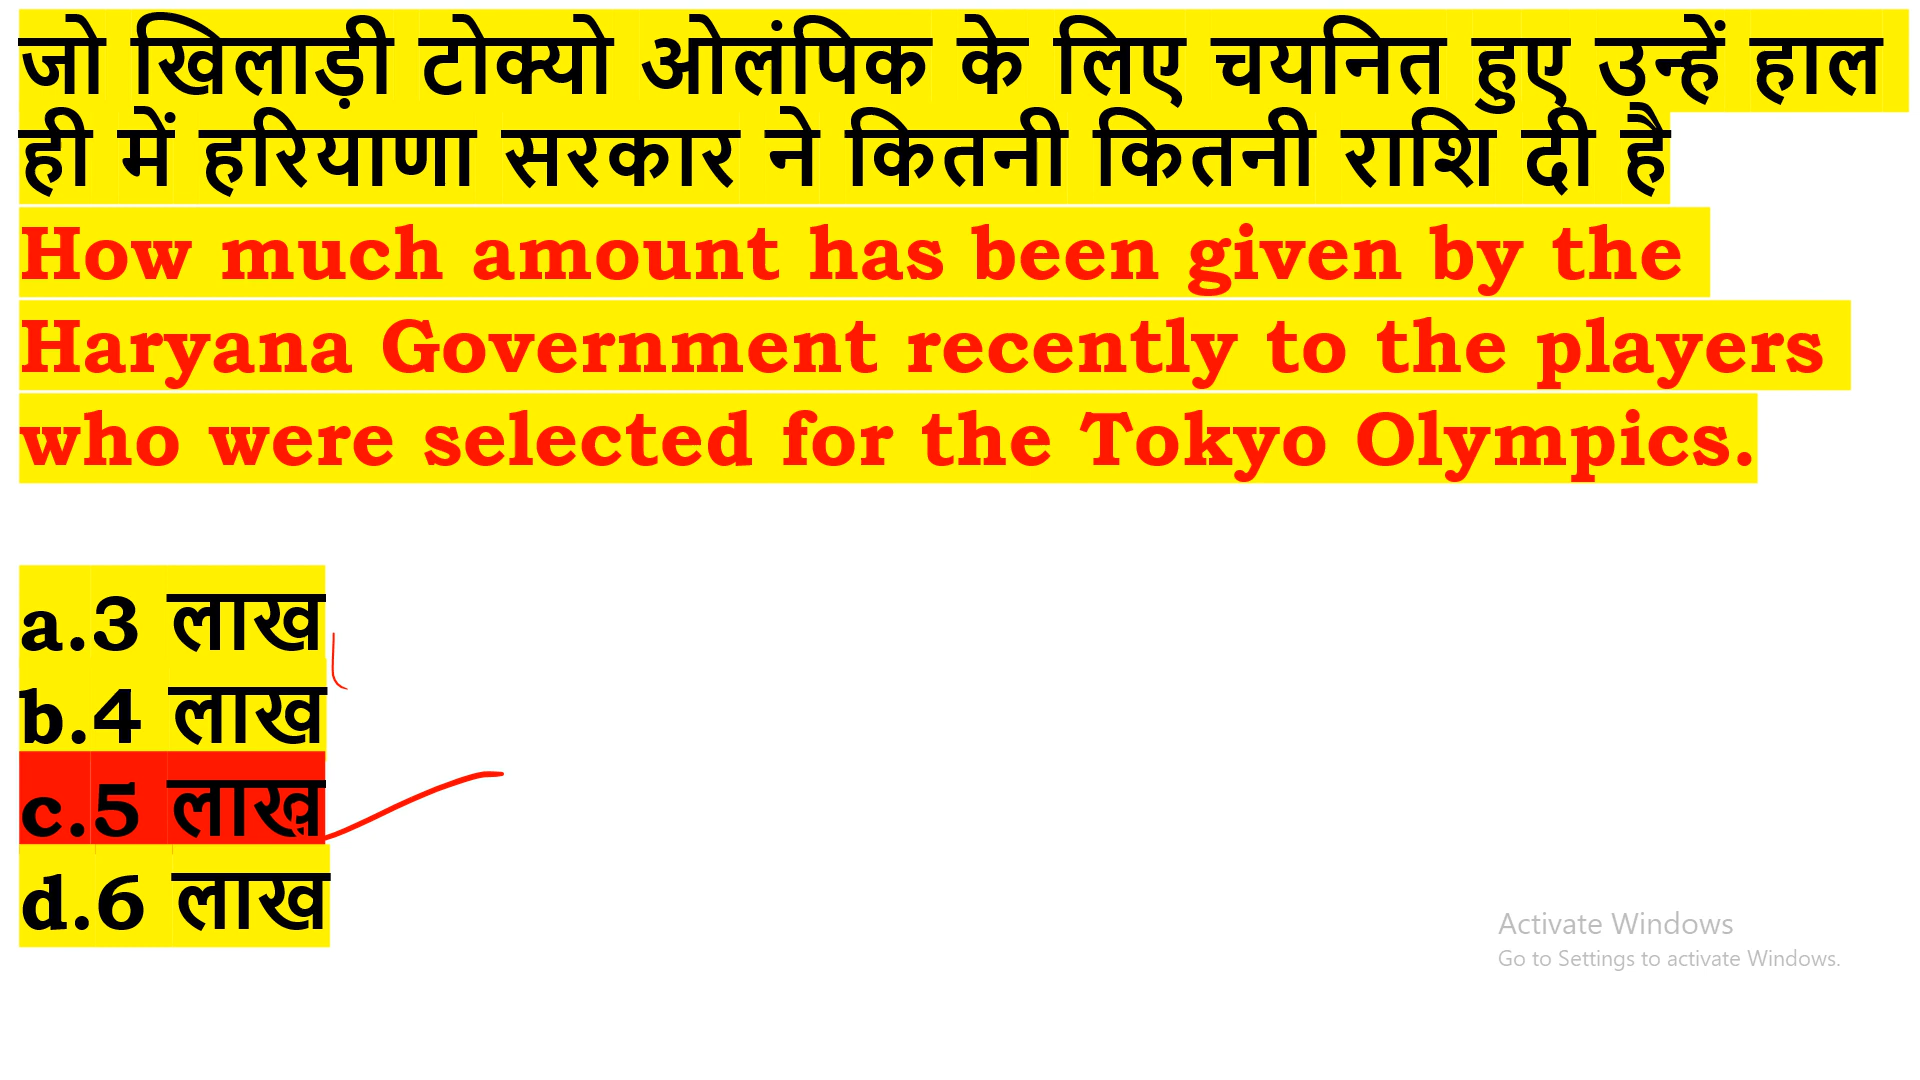 जो खिलाड़ी टोक्यो ओलंपिक के लिए चयनित हुए उन्हें हाल
ही में हरियाणा सरकार ने कितनी कितनी राशि दी है
How much amount has been given by the
Haryana Government recently to the players
who were selected for the Tokyo Olympics.
a.3 लाख
b.4 लाख
c.5 लाख
d.6 लाख
Activate Windows
Go to Settings to activate Windows.